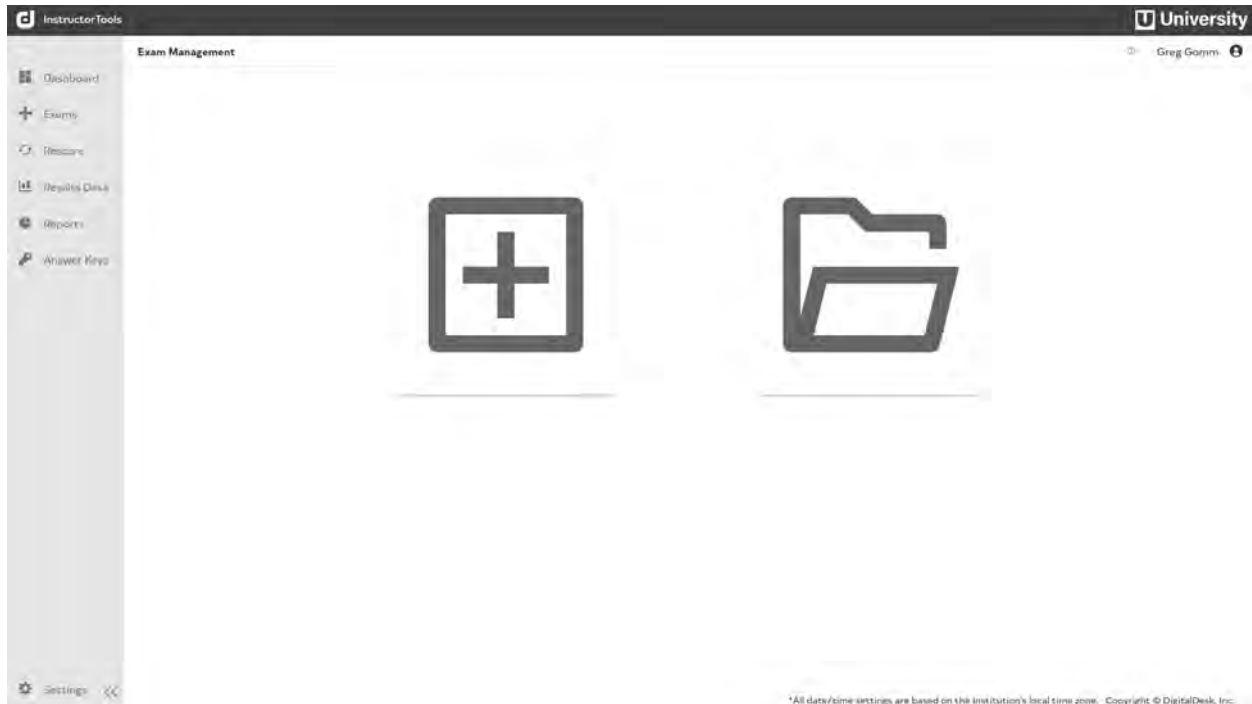 InstructorTools
University
Exam Management
Greg Gomm
Dashboard
Exams
Rescore
Results Data
Reports
Answer Keys
Settings
*All date/time settings are based on the institution's local time zone. Copyright © DigitalDesk, Inc.